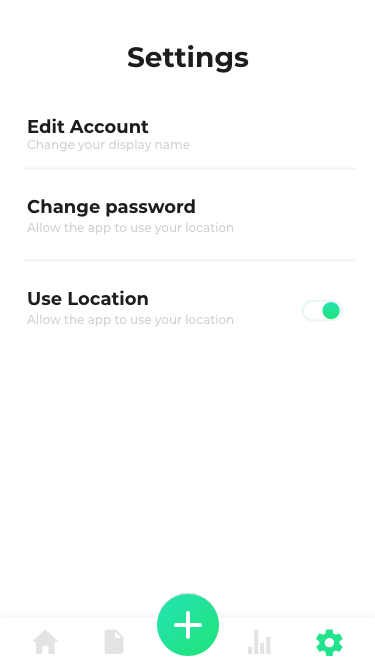 Settings
Edit Account
Change your display name
Change password
Allow the app to use your location
Use Location
Allow the app to use your location